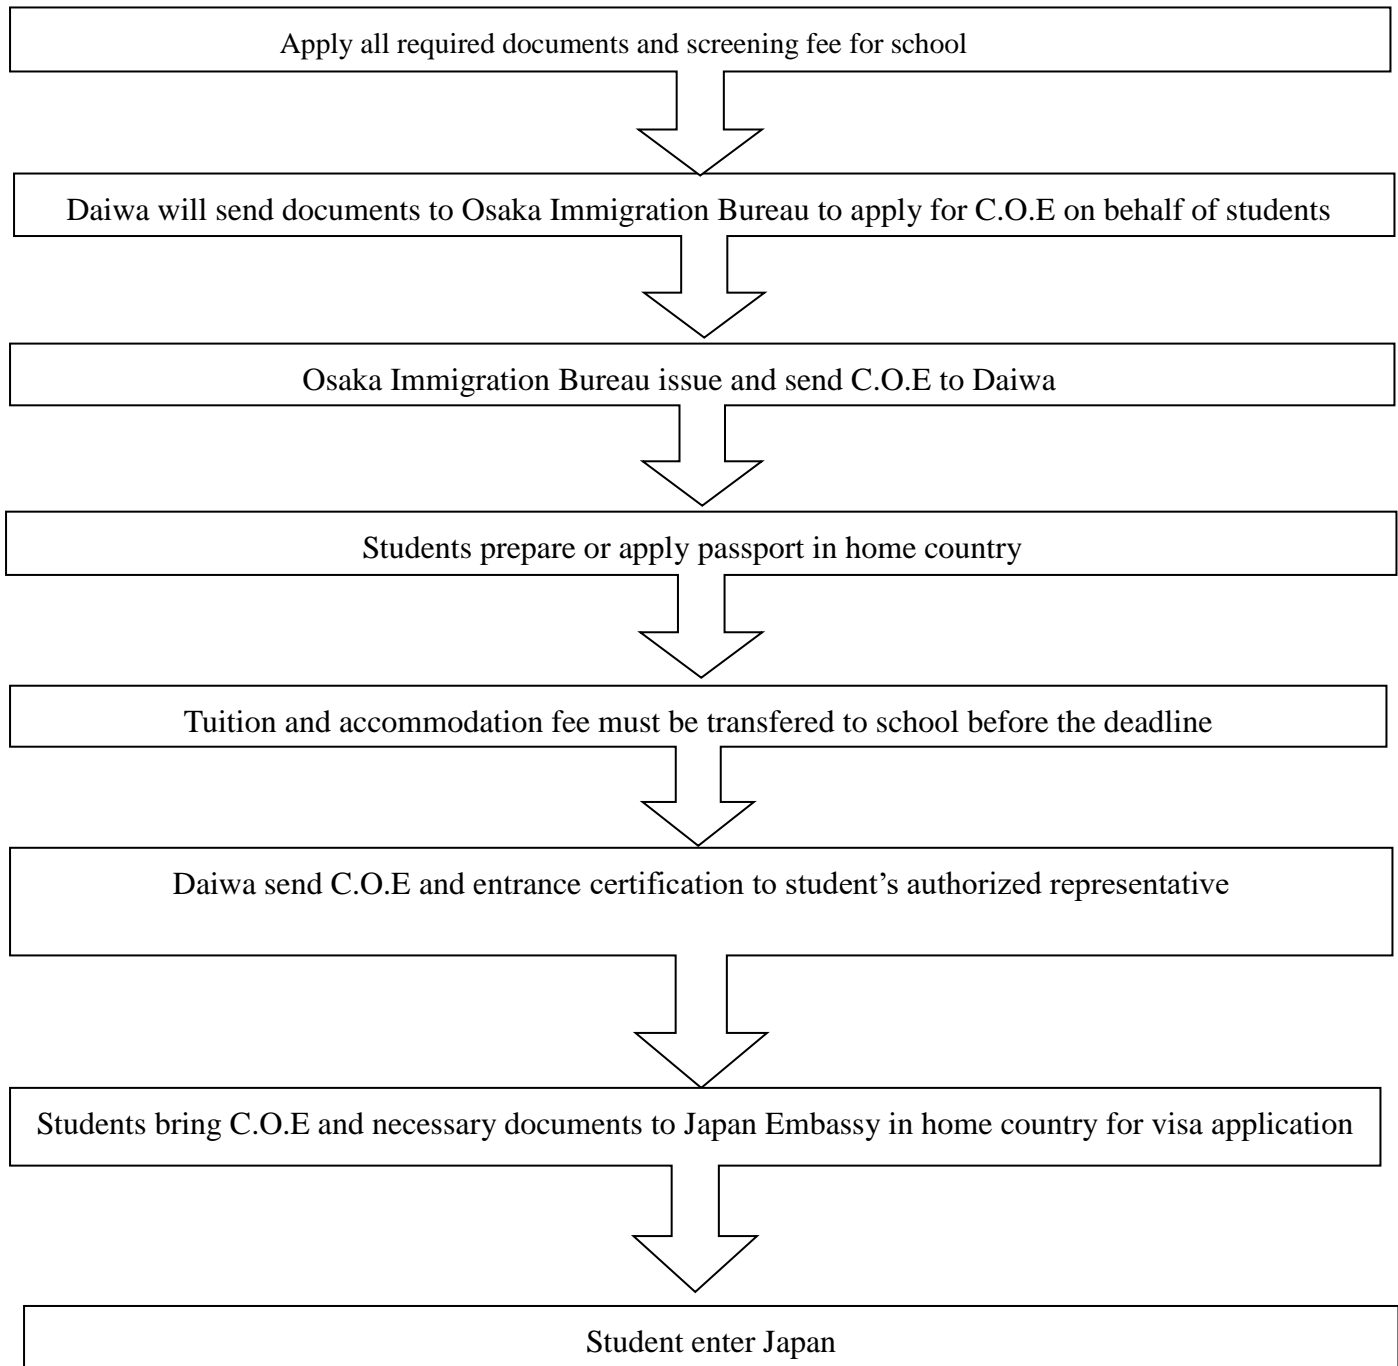 Apply all required documents and screening fee for school
Daiwa will send documents to Osaka Immigration Bureau to apply for C.O.E on behalf of students
Osaka Immigration Bureau issue and send C.O.E to Daiwa
Students prepare or apply passport in home country
Tuition and accommodation fee must be transfered to school before the deadline
Daiwa send C.O.E and entrance certification to student’s authorized representative
Students bring C.O.E and necessary documents to Japan Embassy in home country for visa application
Student enter Japan